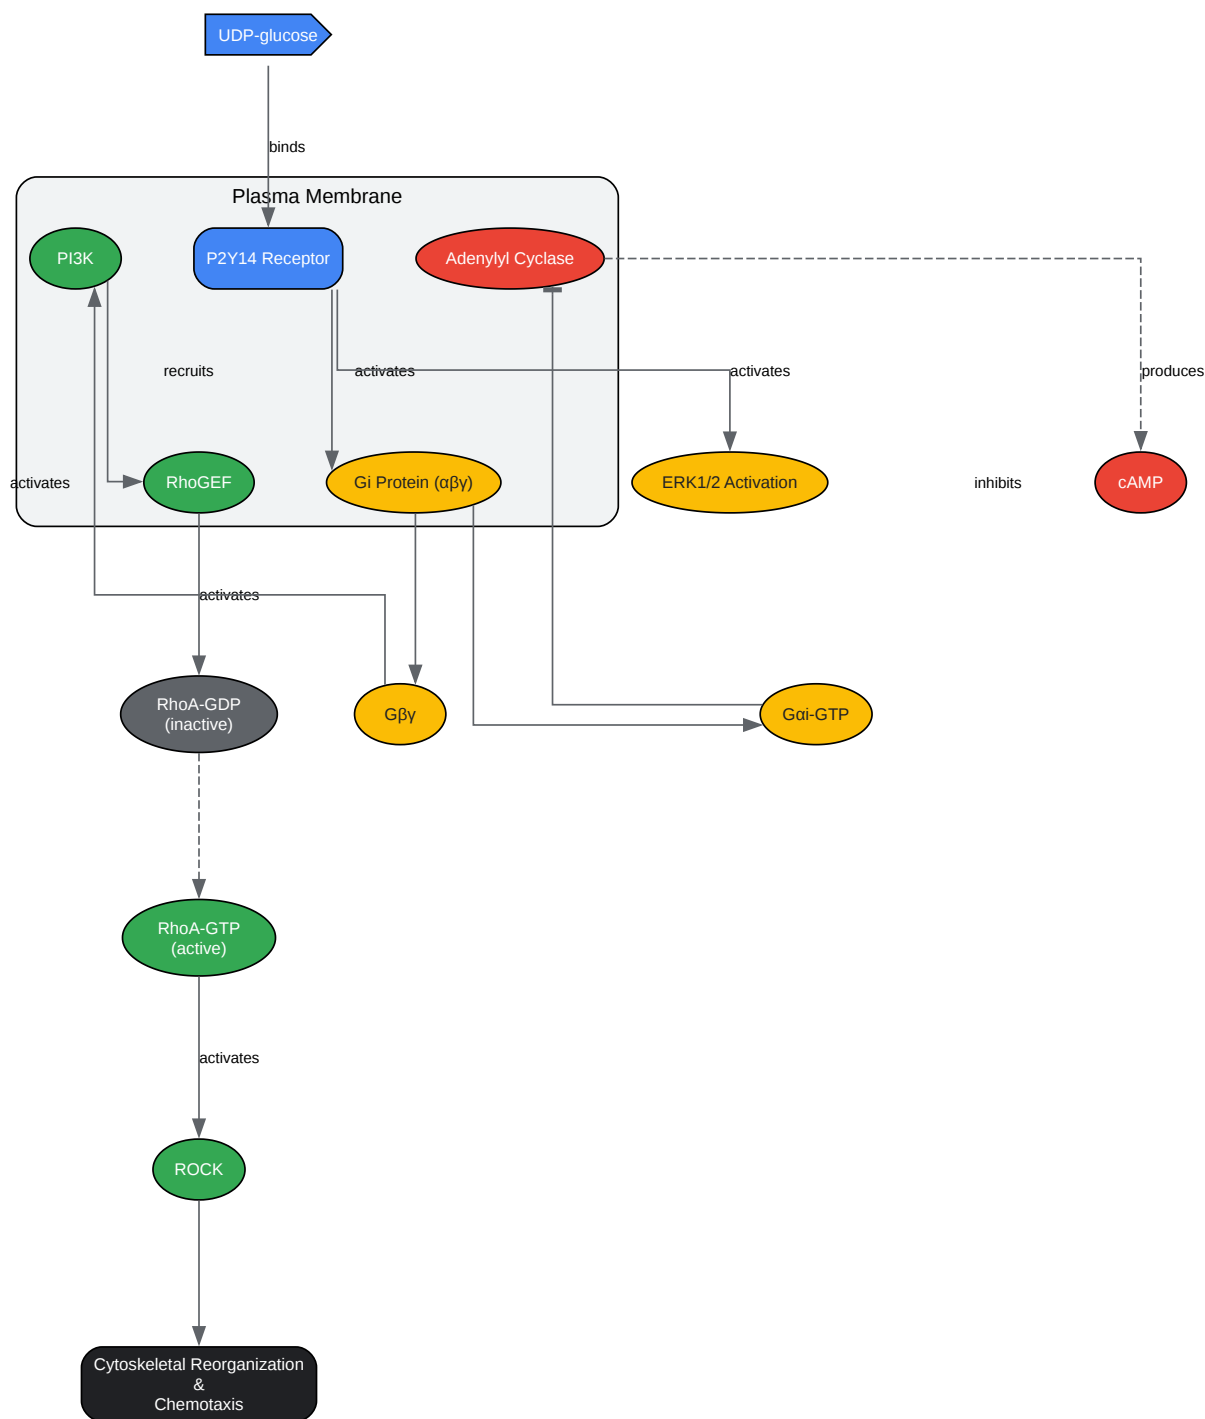 UDP-glucose
binds
Plasma Membrane
PI3K
P2Y14 Receptor
Adenylyl Cyclase
recruits
activates
activates
produces
activates
RhoGEF
Gi Protein (αβγ)
ERK1/2 Activation
inhibits
cAMP
activates
RhoA-GDP
(inactive)
Gβγ
Gαi-GTP
RhoA-GTP
(active)
activates
ROCK
Cytoskeletal Reorganization
&
Chemotaxis